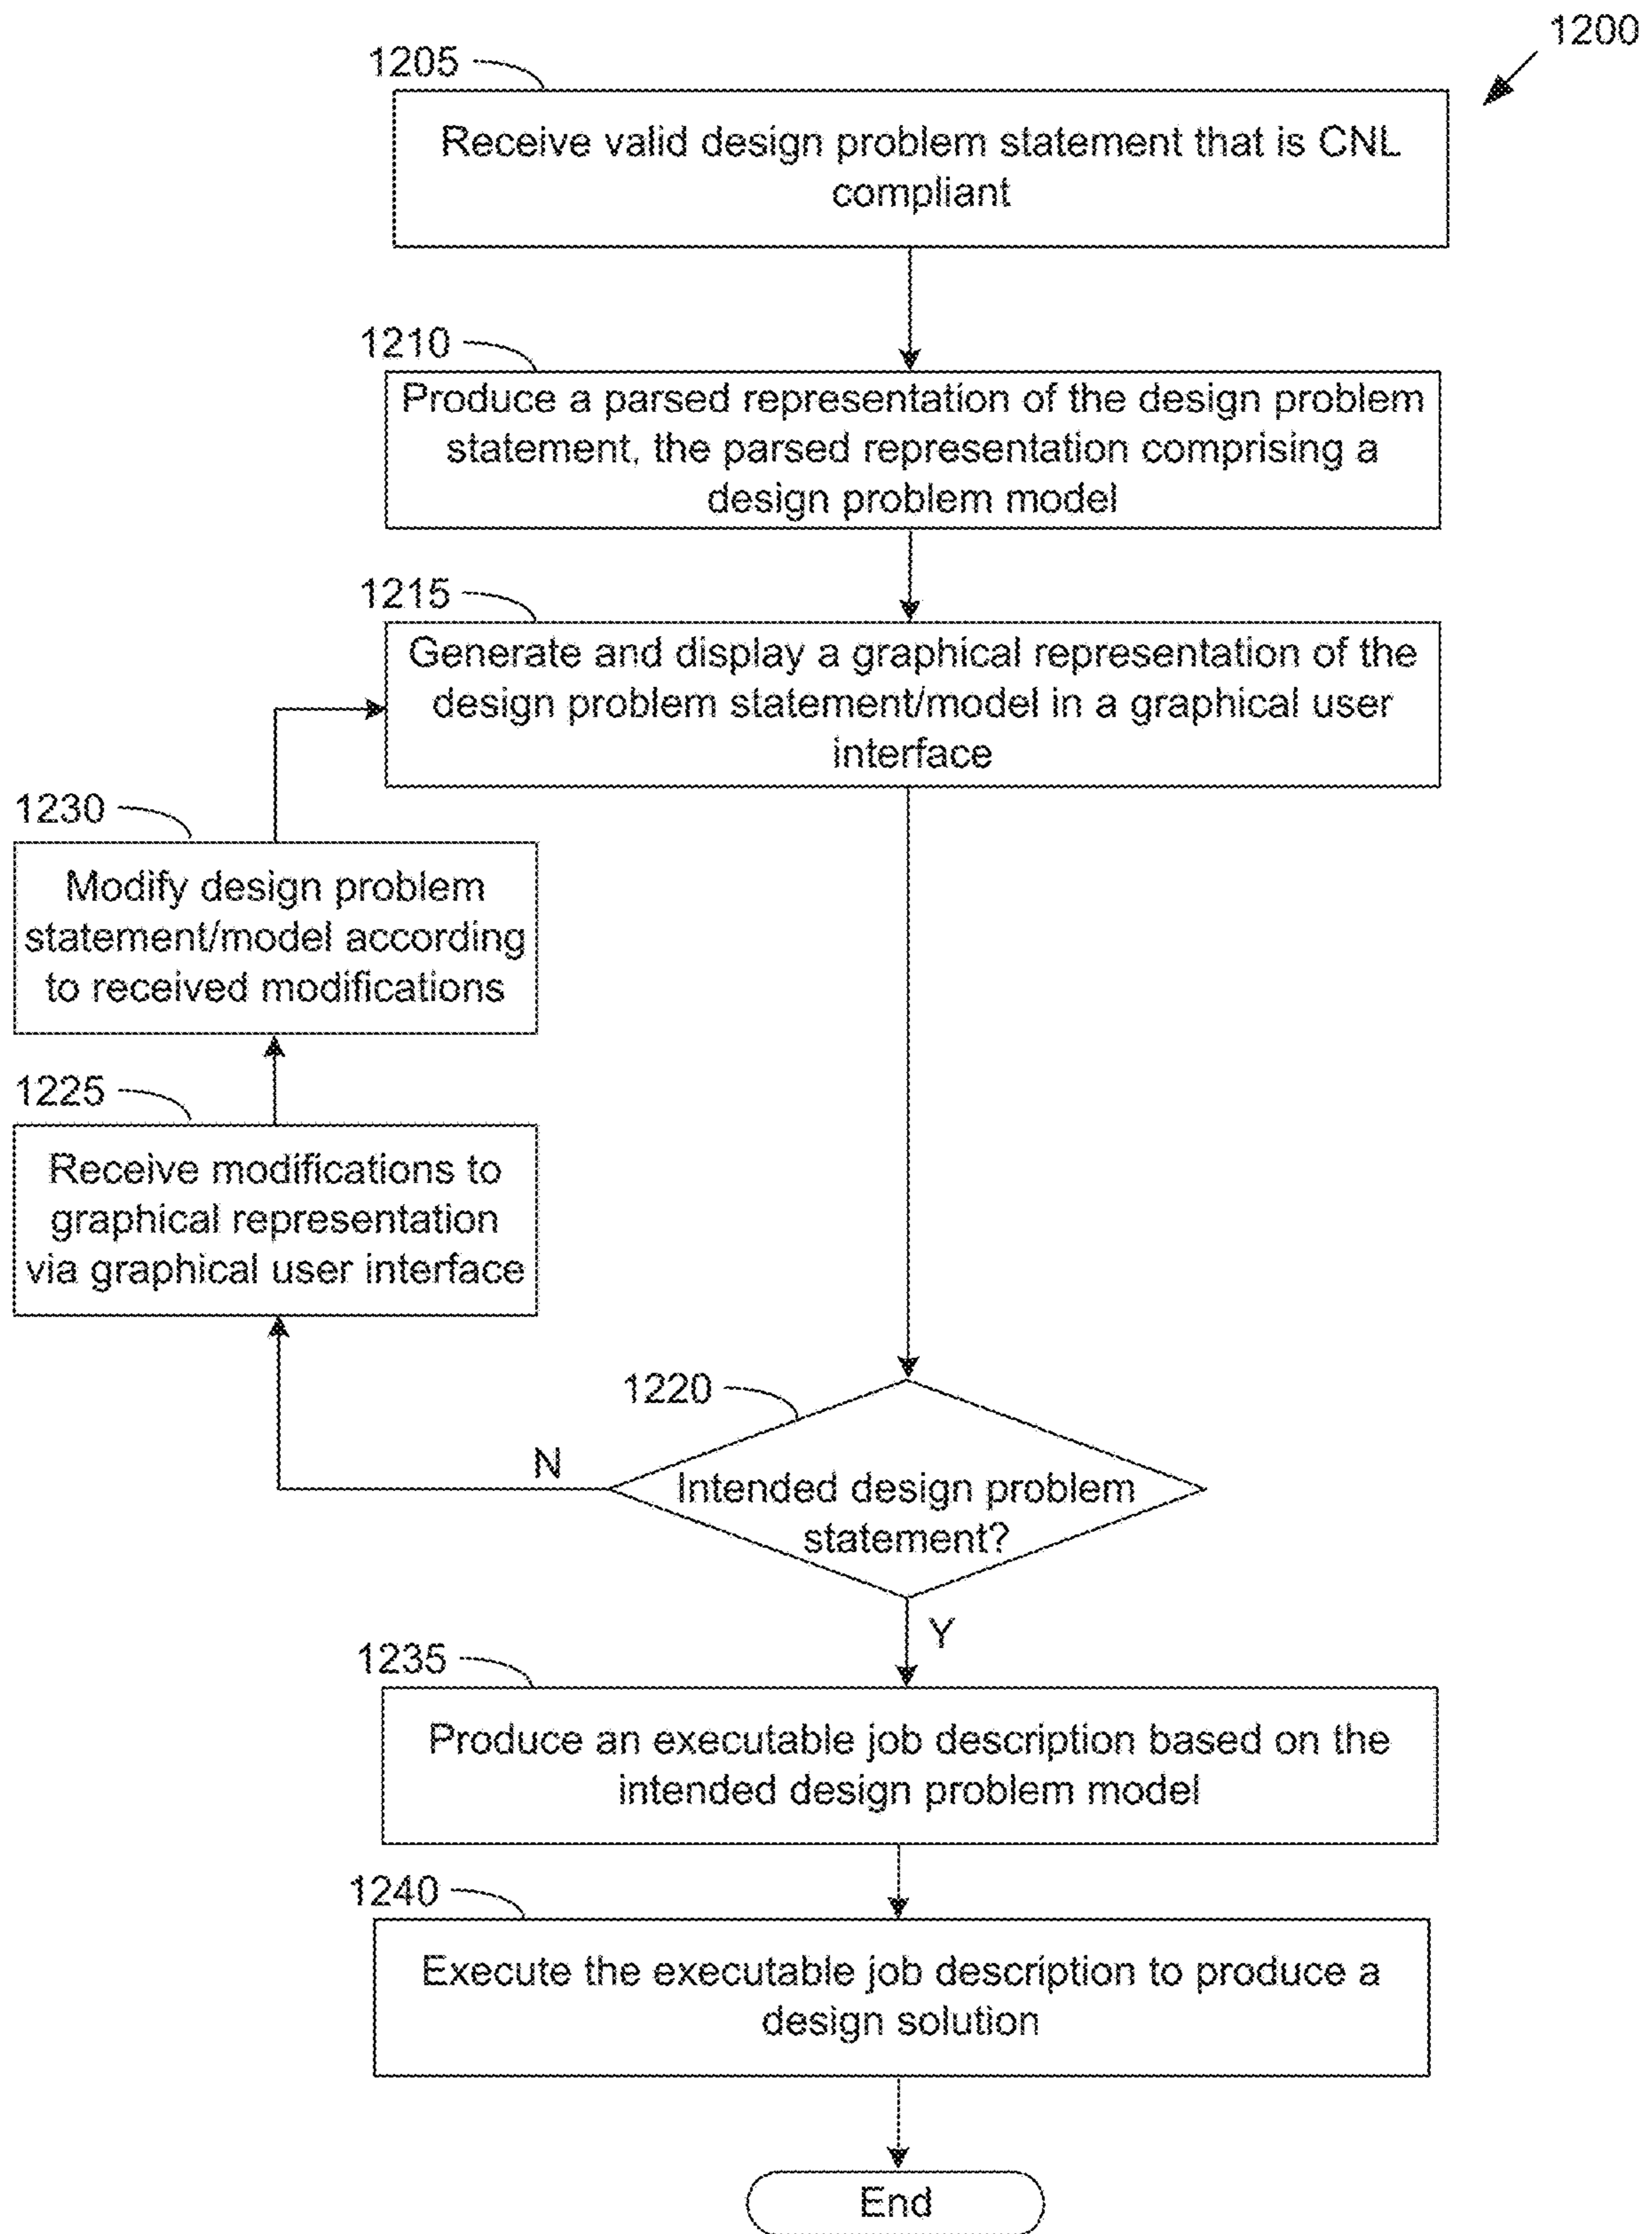 1200
1205
Receive valid design problem statement that is CNL
compliant
1210
Produce a parsed representation of the design problem
statement, the parsed representation comprising a
design problem model
1215
Generate and display a graphical representation of the
design problem statement/model in a graphical user
interface
1230
Modify design problem
statement/model according
to received modifications
1225
Receive modifications to
graphical representation
via graphical user interface
1220
N
Intended design problem
statement?
Y
1235
Produce an executable job description based on the
intended design problem model
1240
Execute the executable job description to produce a
design solution
End